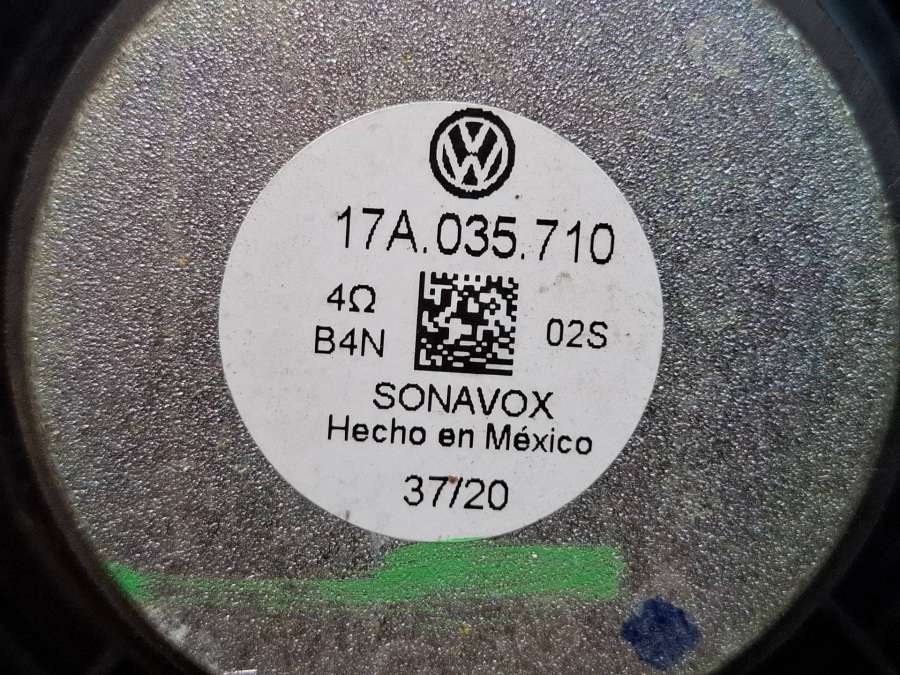 17A.035.710
4Ω
B4N
02S
SONAVOX
Hecho en México
37/20